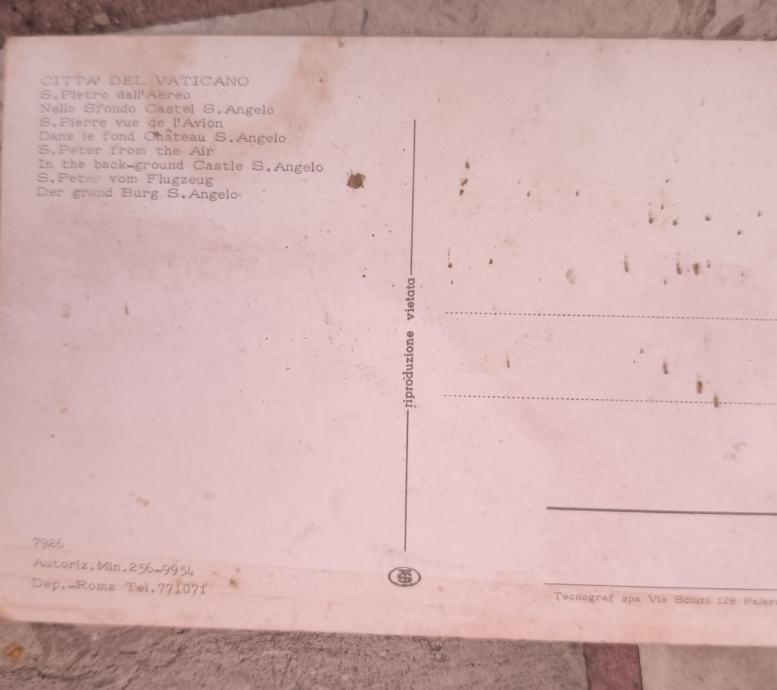 CITTA' DEL VATICANO
S.Pietro dall'Aereo
Nello Sfondo Castel S.Angelo
S.Pierre vue de l'Avion
Dans le fond Château S.Angelo
S.Peter from the Air
In the back-ground Castle S.Angelo
S.Peter vom Flugzeug
Der grund Burg S.Angelo
riproduzione vietata
7926
Autoriz.Min.256-9954
Dep.-Roma Tel.771071
Tecnograf spa Via Sciuti 128